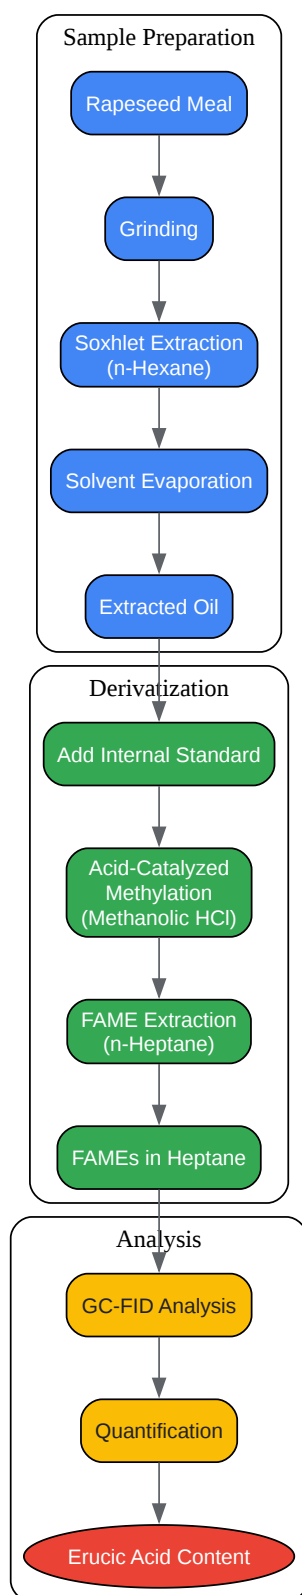 Sample Preparation
Rapeseed Meal
Grinding
Soxhlet Extraction
(n-Hexane)
Solvent Evaporation
Extracted Oil
Derivatization
Add Internal Standard
Acid-Catalyzed
Methylation
(Methanolic HCl)
FAME Extraction
(n-Heptane)
FAMEs in Heptane
Analysis
GC-FID Analysis
Quantification
Erucic Acid Content